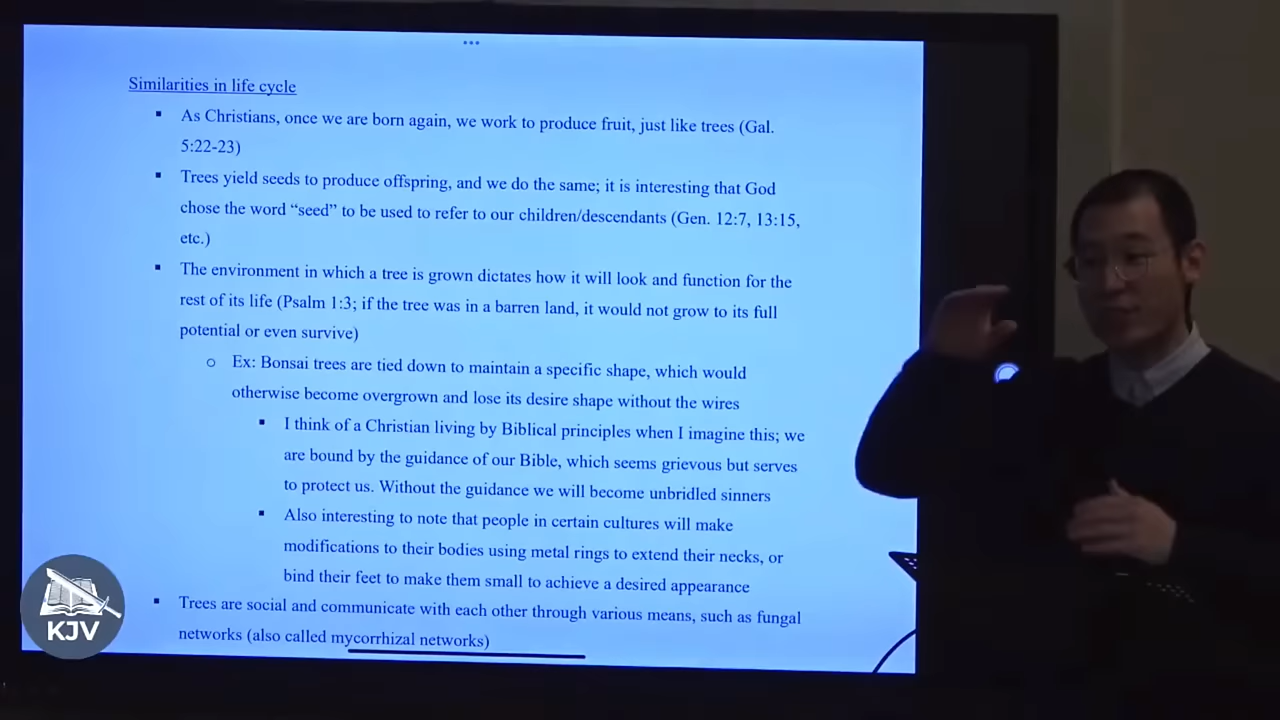 Similarities in life cycle
▪ As Christians, once we are born again, we work to produce fruit, just like trees (Gal.
5:22-23)
▪ Trees yield seeds to produce offspring, and we do the same; it is interesting that God
chose the word “seed” to be used to refer to our children/descendants (Gen. 12:7, 13:15,
etc.)
▪ The environment in which a tree is grown dictates how it will look and function for the
rest of its life (Psalm 1:3; if the tree was in a barren land, it would not grow to its full
potential or even survive)
o Ex: Bonsai trees are tied down to maintain a specific shape, which would
otherwise become overgrown and lose its desire shape without the wires
▪ I think of a Christian living by Biblical principles when I imagine this; we
are bound by the guidance of our Bible, which seems grievous but serves
to protect us. Without the guidance we will become unbridled sinners
▪ Also interesting to note that people in certain cultures will make
modifications to their bodies using metal rings to extend their necks, or
bind their feet to make them small to achieve a desired appearance
▪ Trees are social and communicate with each other through various means, such as fungal
networks (also called mycorrhizal networks)
KJV